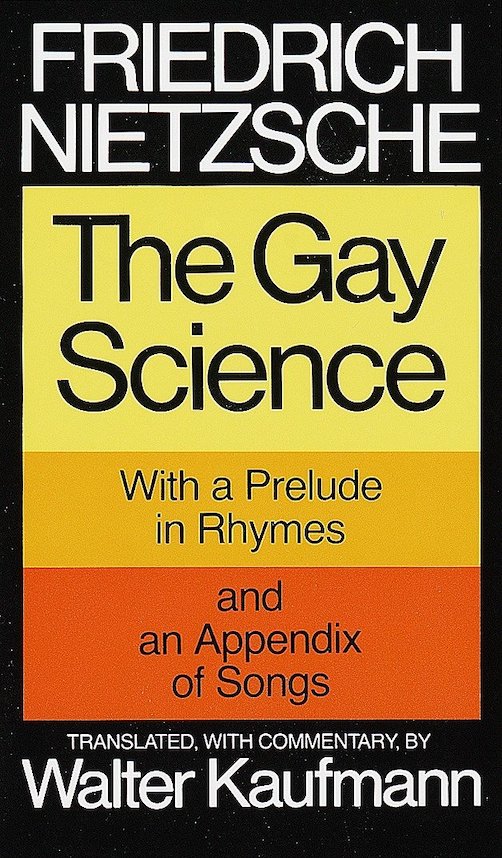 FRIEDRICH
NIETZSCHE
The Gay
Science
With a Prelude
in Rhymes
and
an Appendix
of Songs
TRANSLATED, WITH COMMENTARY, BY
Walter Kaufmann